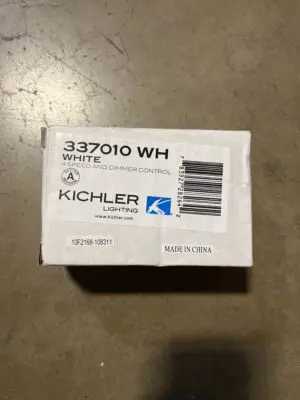 337010 WH
WHITE
4 SPEED AND DIMMER CONTROL
A
KICHLER
LIGHTING
www.kichler.com
10F2168-108311
MADE IN CHINA